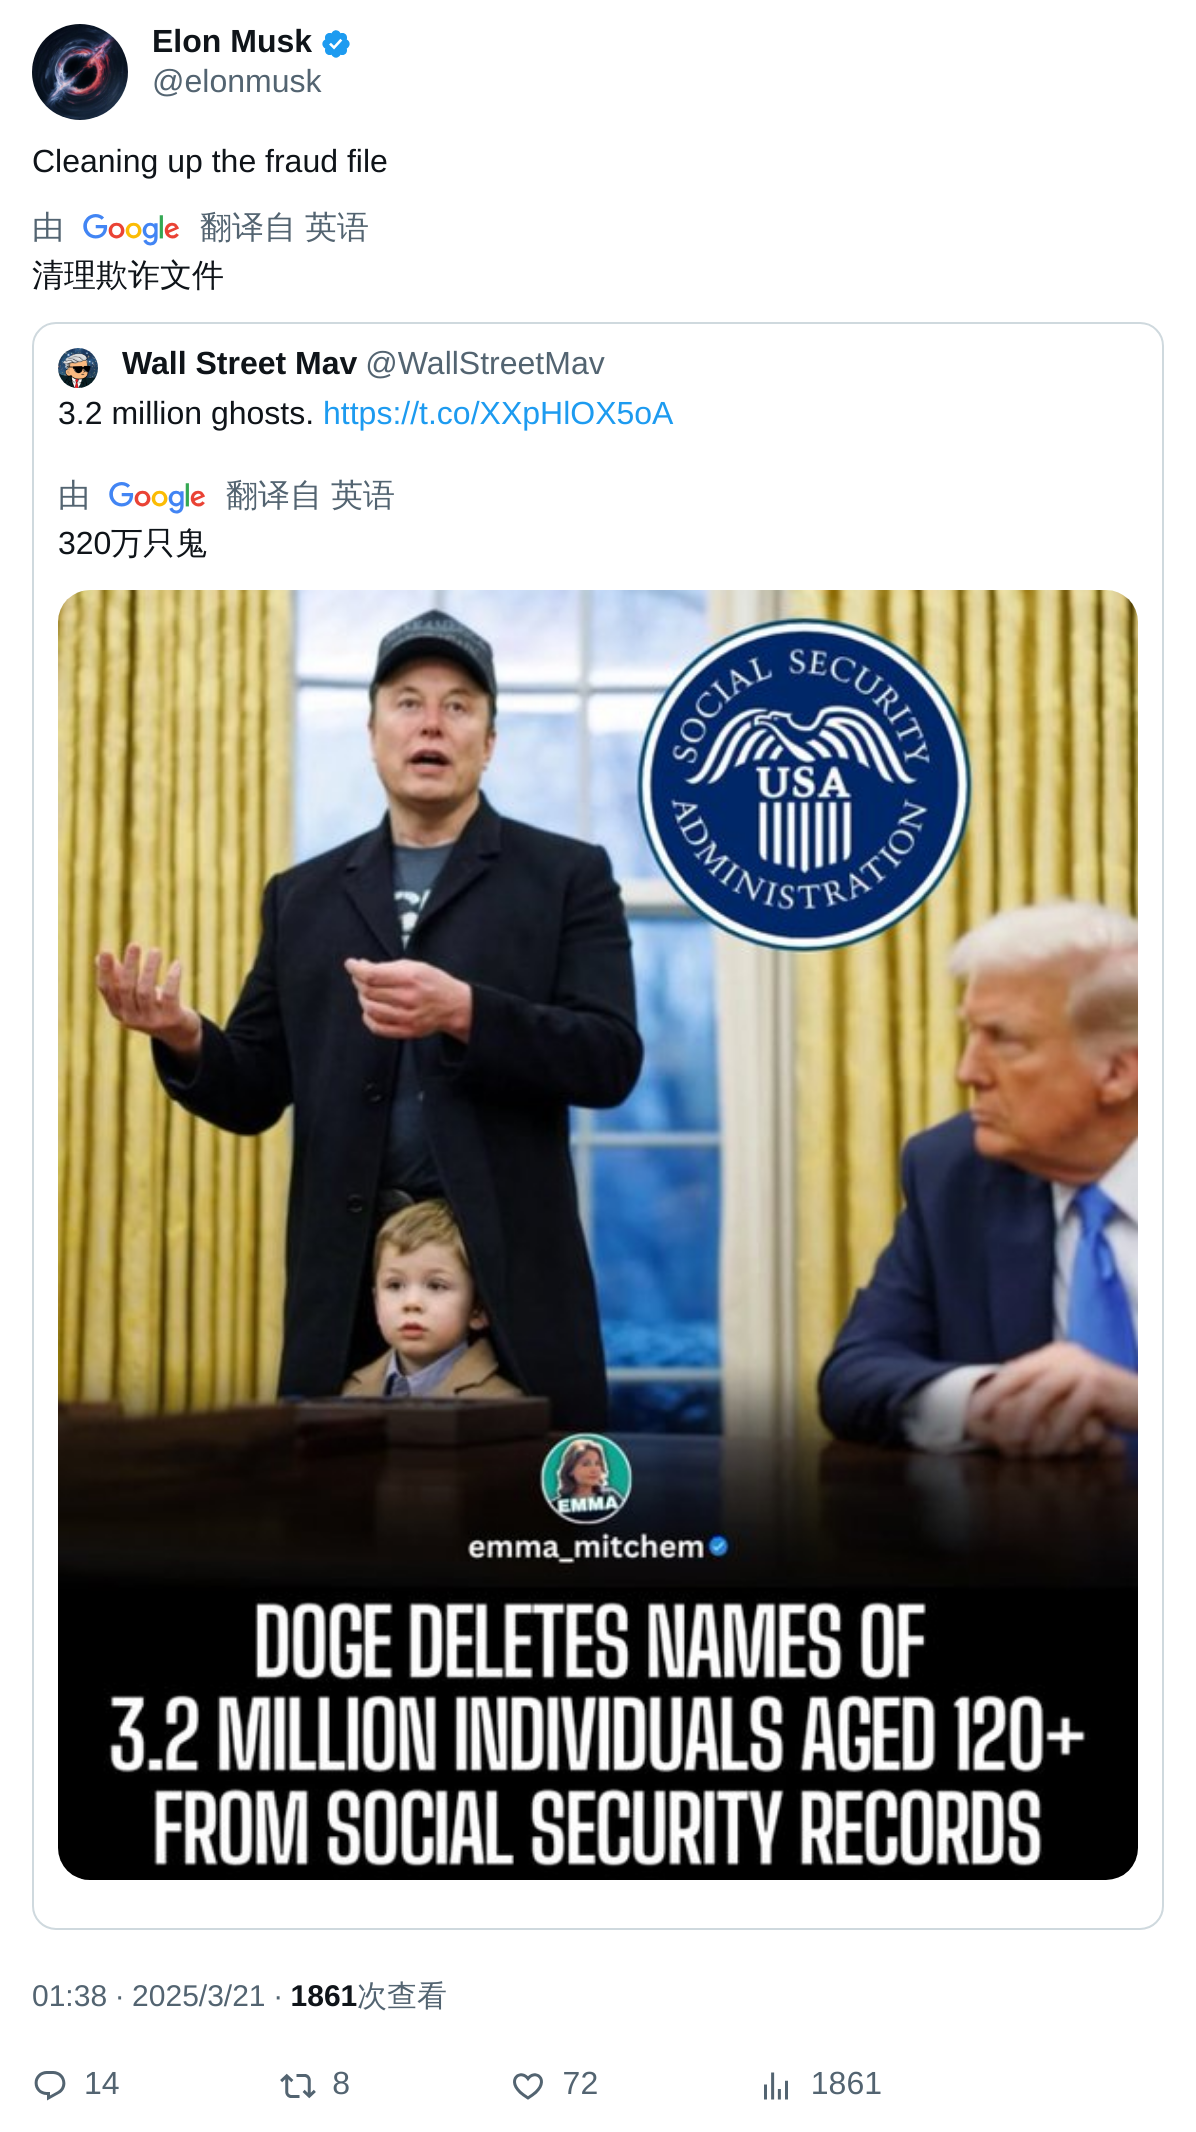 Elon Musk
@elonmusk
Cleaning up the fraud file
由 Google 翻译自 英语
清理欺诈文件
Wall Street Mav @WallStreetMav
3.2 million ghosts. https://t.co/XXpHlOX5oA
由 Google 翻译自 英语
320万只鬼
SOCIAL SECURITY
USA
ADMINISTRATION
EMMA
emma_mitchem
DOGE DELETES NAMES OF
3.2 MILLION INDIVIDUALS AGED 120+
FROM SOCIAL SECURITY RECORDS
01:38 · 2025/3/21 · 1861次查看
14 8 72 1861